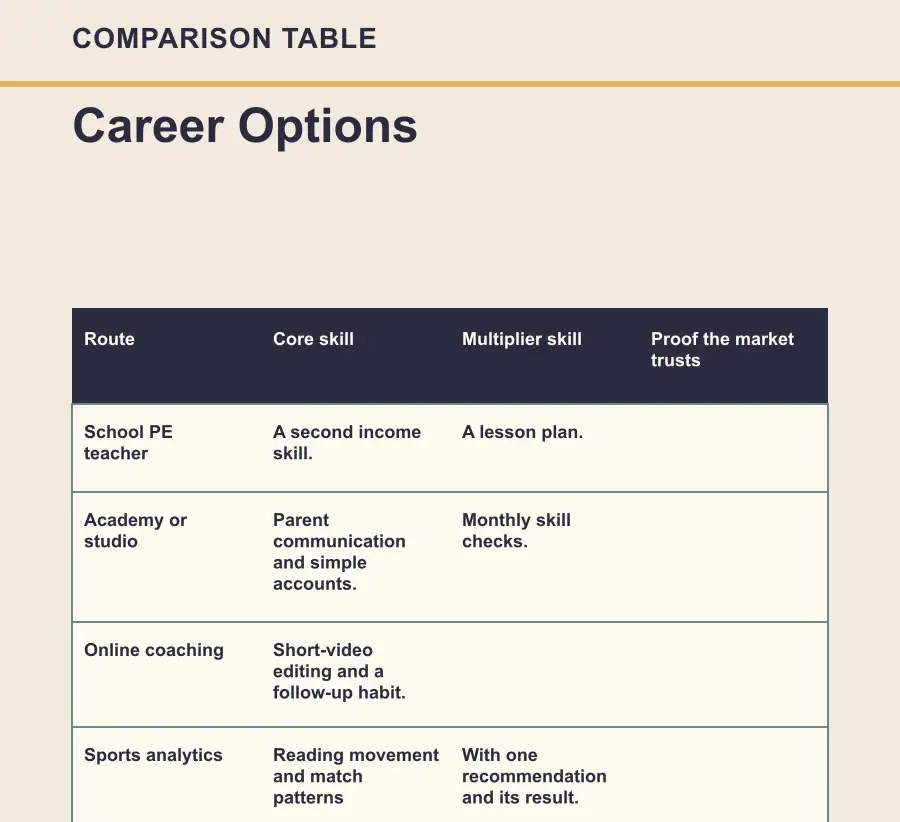 COMPARISON TABLE
Career Options
Route
Core skill
Multiplier skill
Proof the market
trusts
School PE
teacher
A second income
skill.
A lesson plan.
Academy or
studio
Parent
communication
and simple
accounts.
Monthly skill
checks.
Online coaching
Short-video
editing and a
follow-up habit.
Sports analytics
Reading movement
and match
patterns
With one
recommendation
and its result.